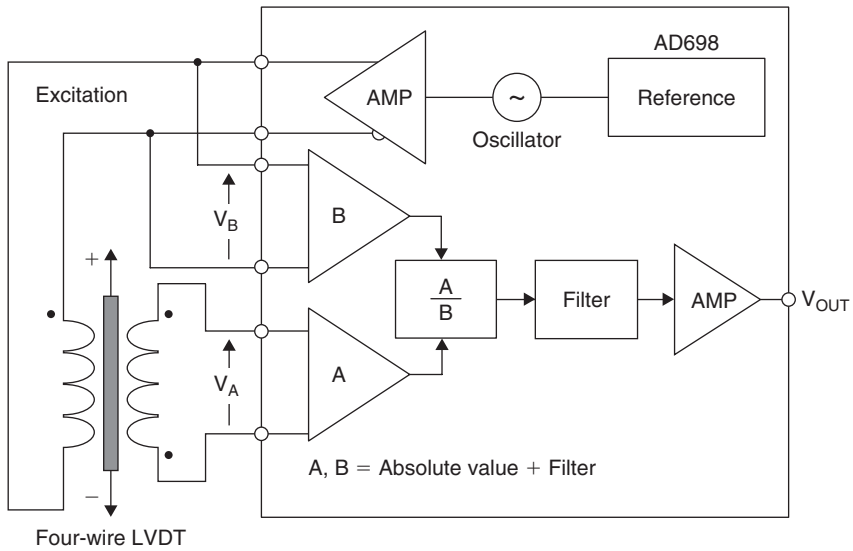 AD698
Excitation
AMP
~
Oscillator
Reference
V_B
B
+
A
B
Filter
AMP
V_OUT
V_A
A
−
A, B = Absolute value + Filter
Four-wire LVDT